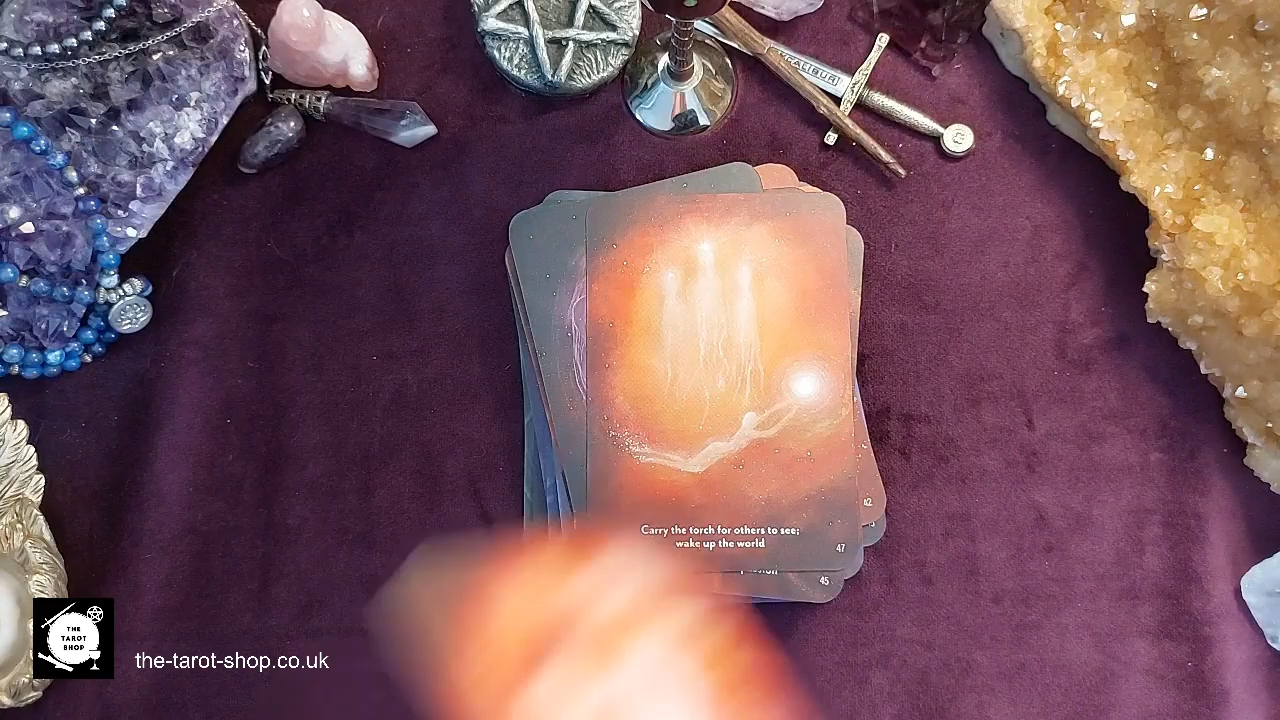 EXCALIBUR
42
Carry the torch for others to see;
wake up the world
47
45
THE
TAROT
SHOP
the-tarot-shop.co.uk